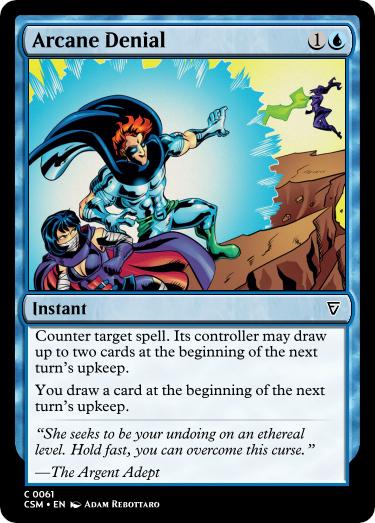 Arcane Denial 1
Instant
Counter target spell. Its controller may draw
up to two cards at the beginning of the next
turn's upkeep.
You draw a card at the beginning of the next
turn's upkeep.
"She seeks to be your undoing on an ethereal
level. Hold fast, you can overcome this curse."
—The Argent Adept
C 0061
CSM • EN Adam Rebottaro